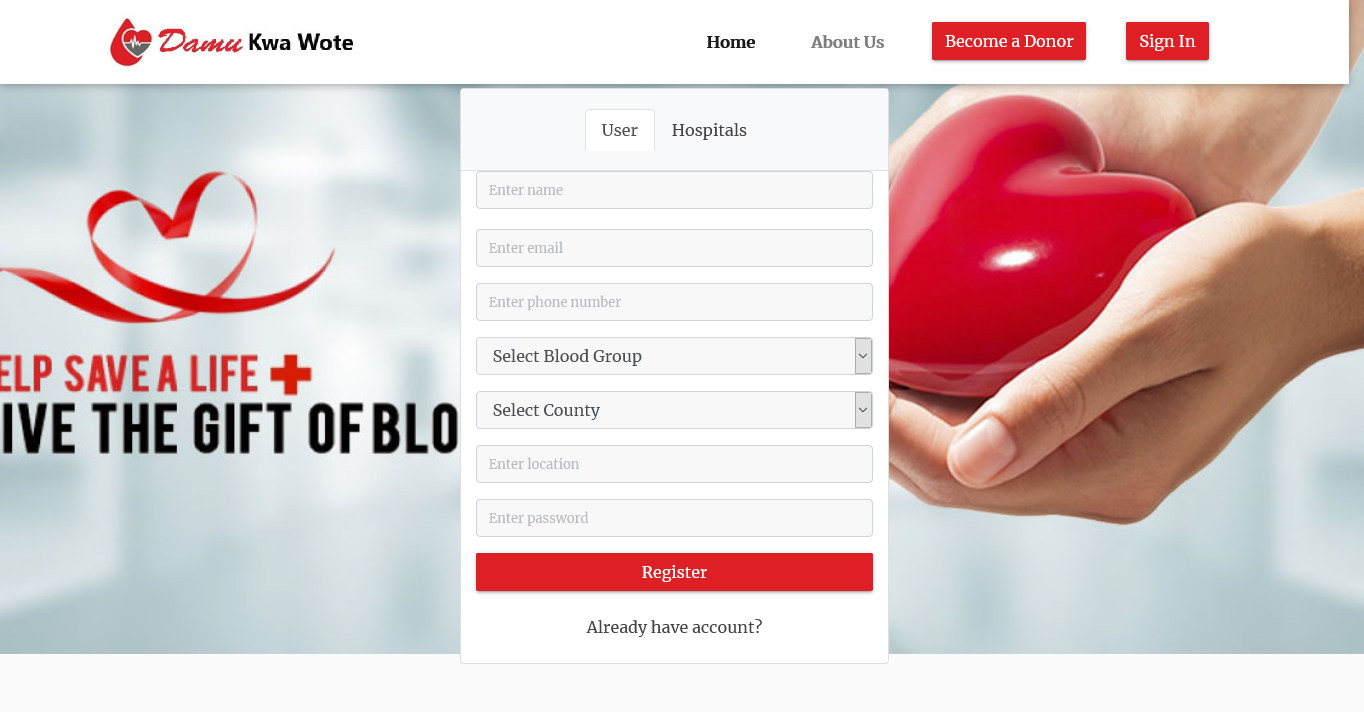 Damu Kwa Wote
Home
About Us
Become a Donor
Sign In
User
Hospitals
Enter name
Enter email
Enter phone number
Select Blood Group
Select County
Enter location
Enter password
Register
Already have account?
ELP SAVE A LIFE
IVE THE GIFT OF BLO